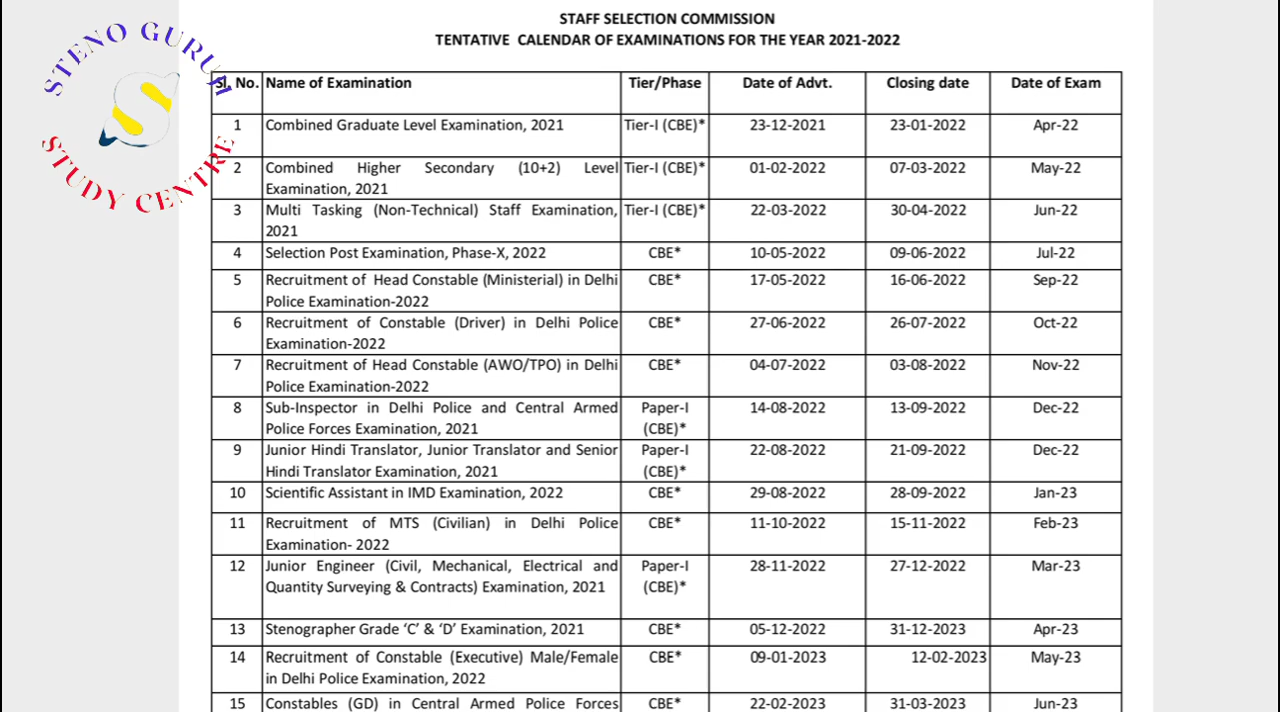 STENO GURUJI
STUDY CENTRE
STAFF SELECTION COMMISSION
TENTATIVE CALENDAR OF EXAMINATIONS FOR THE YEAR 2021-2022
Sl. No. Name of Examination Tier/Phase Date of Advt. Closing date Date of Exam
1 Combined Graduate Level Examination, 2021 Tier-I (CBE)* 23-12-2021 23-01-2022 Apr-22
2 Combined Higher Secondary (10+2) Level Tier-I (CBE)* 01-02-2022 07-03-2022 May-22
Examination, 2021
3 Multi Tasking (Non-Technical) Staff Examination, Tier-I (CBE)* 22-03-2022 30-04-2022 Jun-22
2021
4 Selection Post Examination, Phase-X, 2022 CBE* 10-05-2022 09-06-2022 Jul-22
5 Recruitment of Head Constable (Ministerial) in Delhi CBE* 17-05-2022 16-06-2022 Sep-22
Police Examination-2022
6 Recruitment of Constable (Driver) in Delhi Police CBE* 27-06-2022 26-07-2022 Oct-22
Examination-2022
7 Recruitment of Head Constable (AWO/TPO) in Delhi CBE* 04-07-2022 03-08-2022 Nov-22
Police Examination-2022
8 Sub-Inspector in Delhi Police and Central Armed Paper-I 14-08-2022 13-09-2022 Dec-22
Police Forces Examination, 2021 (CBE)*
9 Junior Hindi Translator, Junior Translator and Senior Paper-I 22-08-2022 21-09-2022 Dec-22
Hindi Translator Examination, 2021 (CBE)*
10 Scientific Assistant in IMD Examination, 2022 CBE* 29-08-2022 28-09-2022 Jan-23
11 Recruitment of MTS (Civilian) in Delhi Police CBE* 11-10-2022 15-11-2022 Feb-23
Examination- 2022
12 Junior Engineer (Civil, Mechanical, Electrical and Paper-I 28-11-2022 27-12-2022 Mar-23
Quantity Surveying & Contracts) Examination, 2021 (CBE)*
13 Stenographer Grade ‘C’ & ‘D’ Examination, 2021 CBE* 05-12-2022 31-12-2023 Apr-23
14 Recruitment of Constable (Executive) Male/Female CBE* 09-01-2023 12-02-2023 May-23
in Delhi Police Examination, 2022
15 Constables (GD) in Central Armed Police Forces CBE* 22-02-2023 31-03-2023 Jun-23